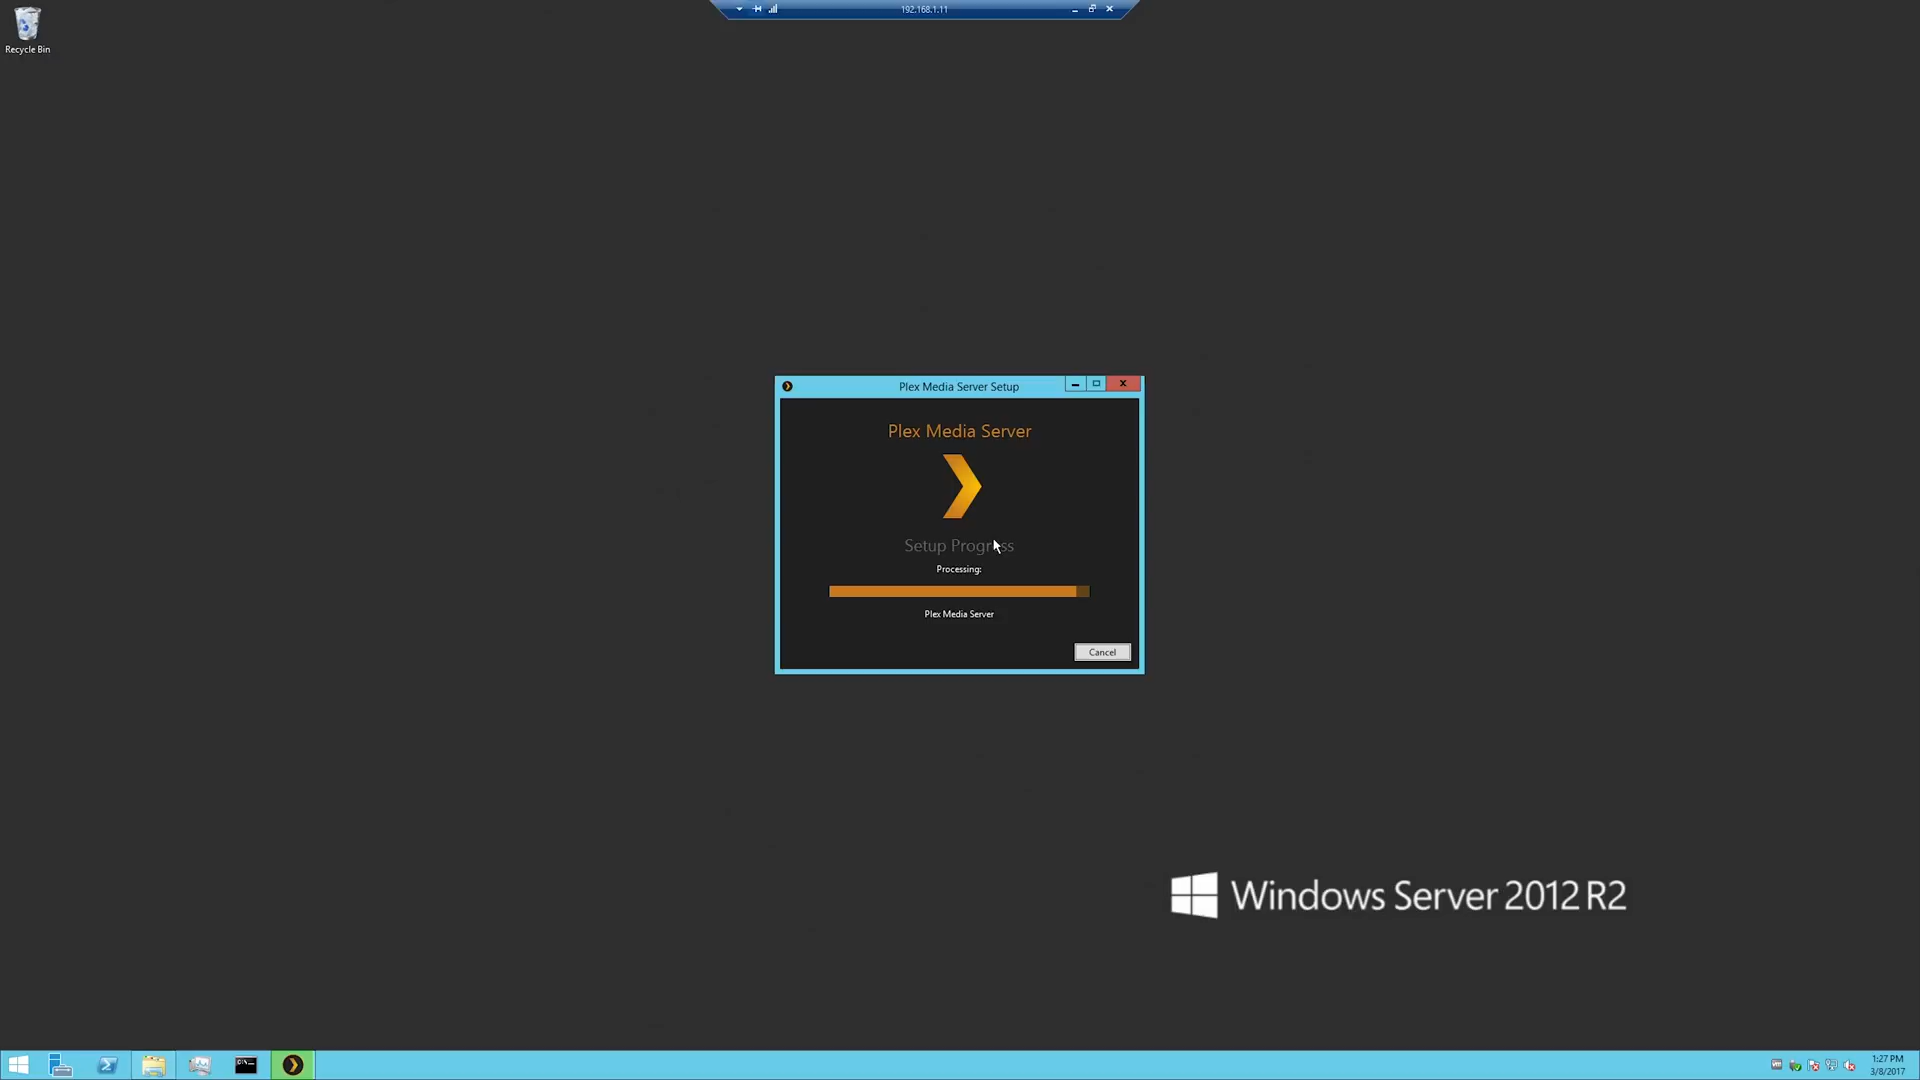 192.168.1.11
Recycle Bin
Plex Media Server Setup
Plex Media Server
Setup Progress
Processing:
Plex Media Server
Cancel
Windows Server 2012 R2
1:27 PM
3/8/2017